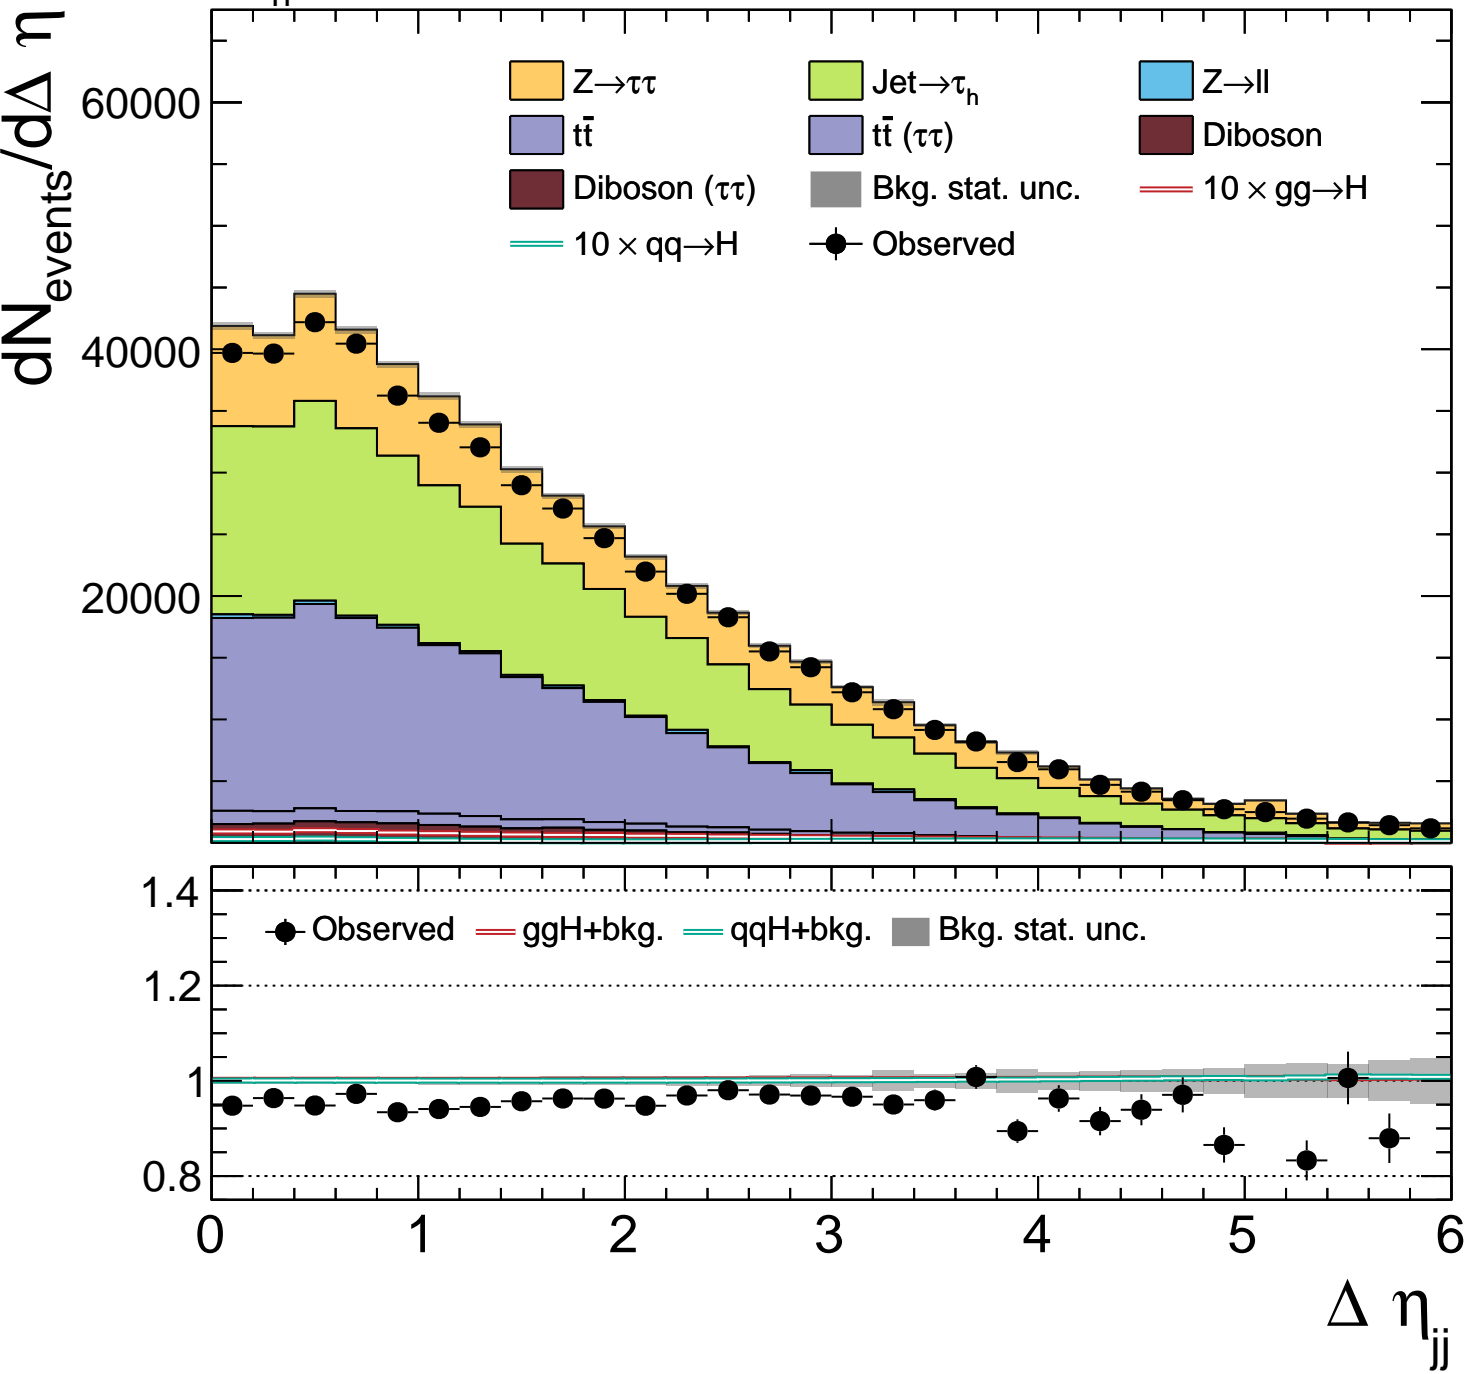 dN_events/dΔ η_jj
60000
40000
20000
Z→ττ Jet→τ_h Z→ll
tt̄ tt̄ (ττ) Diboson
Diboson (ττ) Bkg. stat. unc. 10 × gg→H
10 × qq→H Observed
1.4
1.2
1
0.8
Observed ggH+bkg. qqH+bkg. Bkg. stat. unc.
0 1 2 3 4 5 6
Δ η_jj